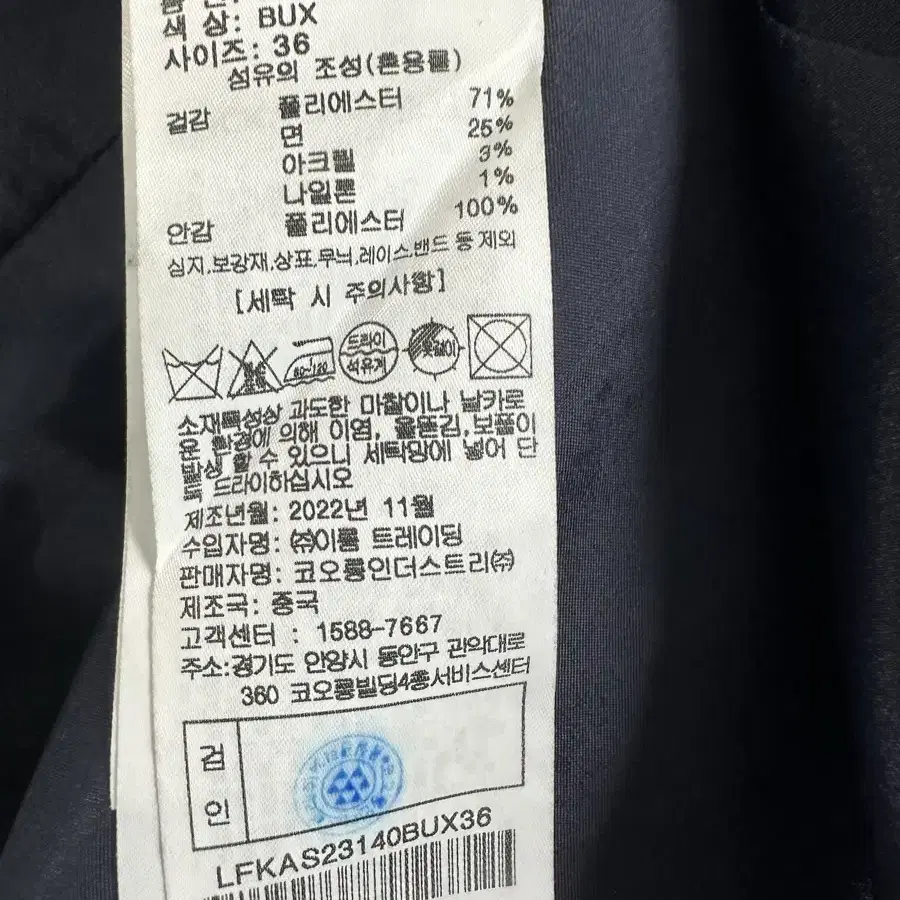 색 상: BUX
사이즈: 36
섬유의 조성(혼용률)
겉감 폴리에스터 71%
면 25%
아크릴 3%
나일론 1%
안감 폴리에스터 100%
심지,보강재,상표,무늬,레이스,밴드 등 제외
[세탁 시 주의사항]
드라이
석유계
80~120
옷걸이
소재특성상 과도한 마찰이나 날카로
운 환경에 의해 이염, 올뜯김,보풀이
발생 할 수 있으니 세탁망에 넣어 단
독 드라이하십시오
제조년월: 2022년 11월
수입자명: ㈜이룸 트레이딩
판매자명: 코오롱인더스트리㈜
제조국: 중국
고객센터 : 1588-7667
주소:경기도 안양시 동안구 관악대로
360 코오롱빌딩4층서비스센터
검
인
LFKAS23140BUX36